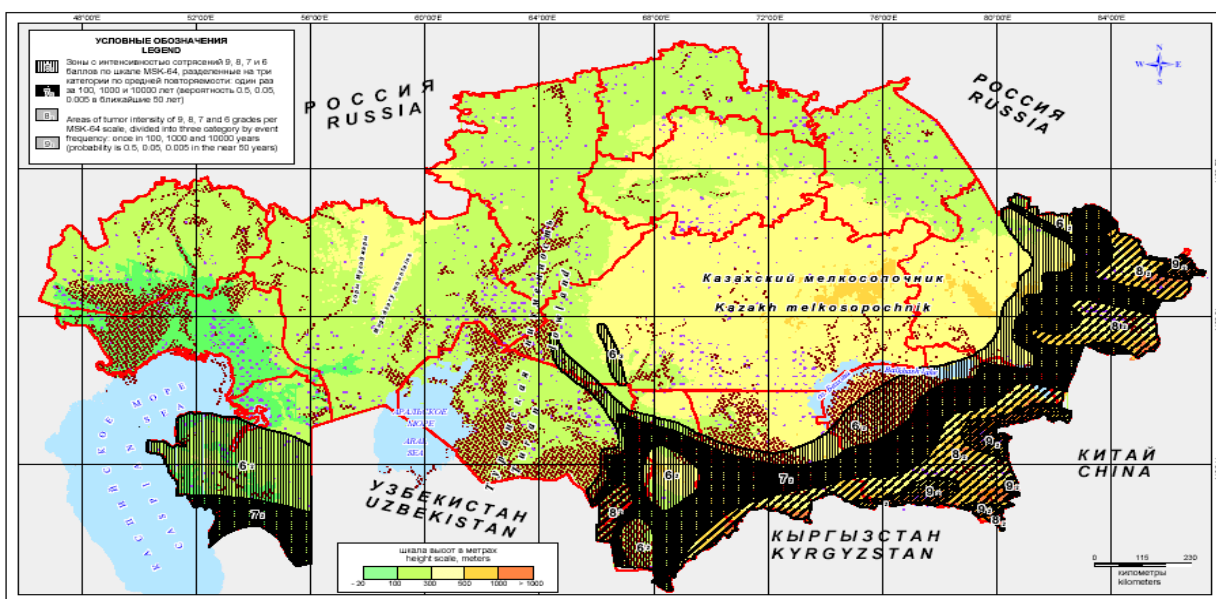 48°00'E 52°00'E 56°00'E 60°00'E 64°00'E 68°00'E 72°00'E 76°00'E 80°00'E 84°00'E
УСЛОВНЫЕ ОБОЗНАЧЕНИЯ
LEGEND
Зоны с интенсивностью сотрясений 9, 8, 7 и 6
баллов по шкале MSK-64, разделенные на три
категории по средней повторяемости: один раз
за 100, 1000 и 10000 лет (вероятность 0.5, 0.05,
0.005 в ближайшие 50 лет)
Areas of tumor intensity of 9, 8, 7 and 6 grades per
MSK-64 scale, divided into three category by event
frequency: once in 100, 1000 and 10000 years
(probability is 0.5, 0.05, 0.005 in the near 50 years)
РОССИЯ
RUSSIA
РОССИЯ
RUSSIA
N
W E
S
Казахский мелкосопочник
Kazakh melkosopochnik
Balkhash lake
КАСПИЙСКОЕ МОРЕ
CASPIAN SEA
АРАЛЬСКОЕ
МОРЕ
ARAL
SEA
УЗБЕКИСТАН
UZBEKISTAN
КЫРГЫЗСТАН
KYRGYZSTAN
КИТАЙ
CHINA
шкала высот в метрах
height scale, meters
- 20 100 300 500 1000 > 1000
0 115 230
километры
kilometers